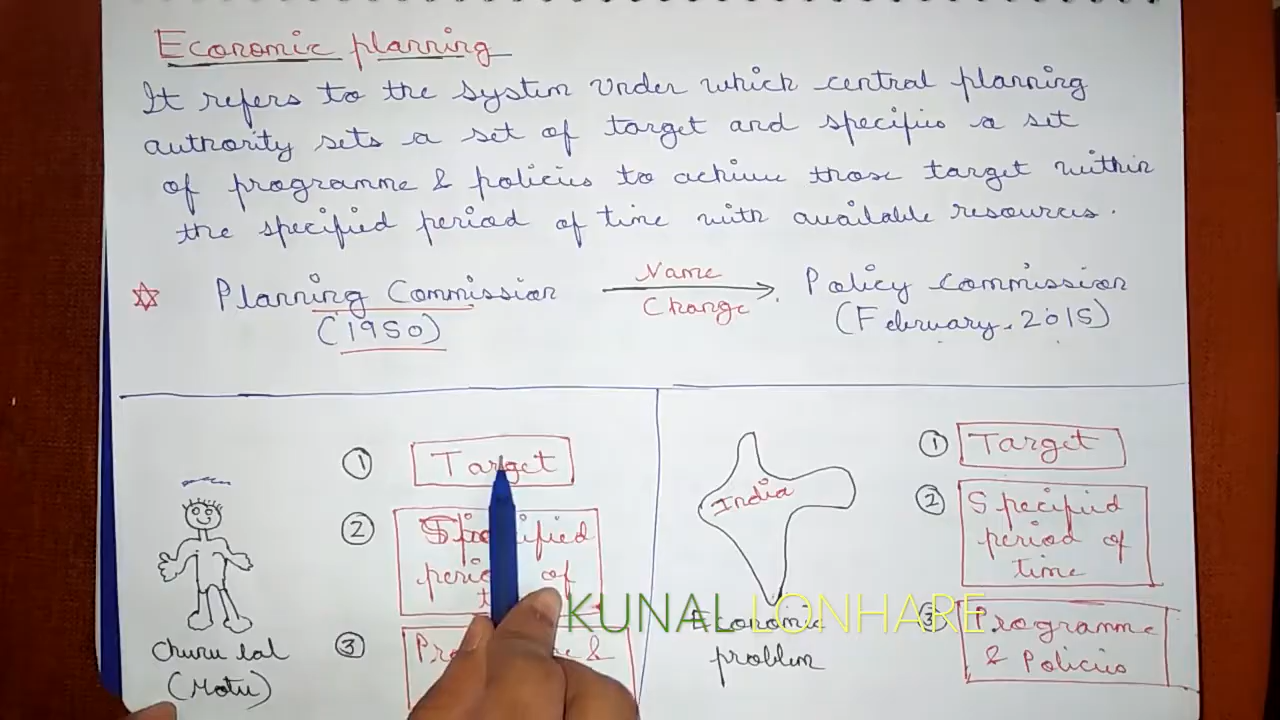 Economic planning
It refers to the system under which central planning
authority sets a set of target and specifies a set
of programme & policies to achieve those target within
the specified period of time with available resources.
Planning Commission
(1950)
Name
Change
Policy Commission
(February, 2015)
① Target
② Specified
period of
③
&
Chunu lal
(Motu)
India
Economic
problem
① Target
② Specified
period of
time
③ Programme
& Policies
KUNAL LONHARE